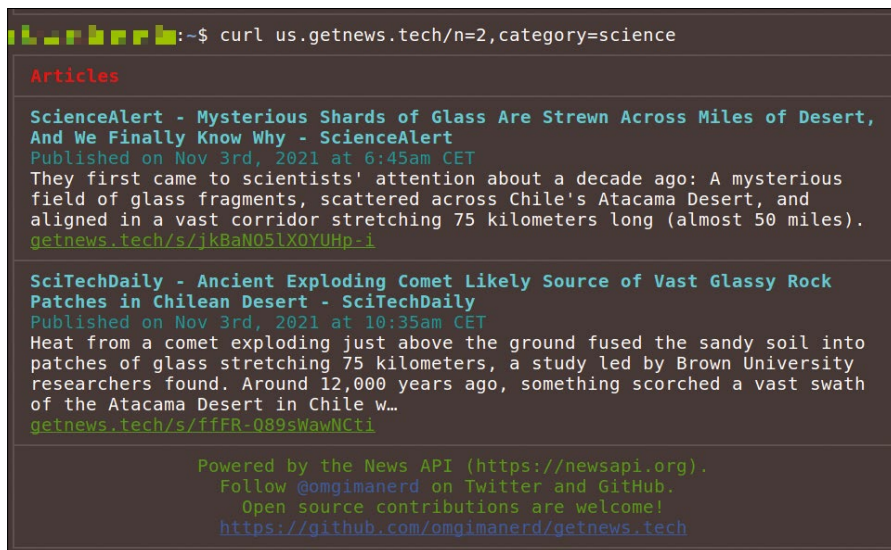 :~$ curl us.getnews.tech/n=2,category=science
Articles
ScienceAlert - Mysterious Shards of Glass Are Strewn Across Miles of Desert,
And We Finally Know Why - ScienceAlert
Published on Nov 3rd, 2021 at 6:45am CET
They first came to scientists' attention about a decade ago: A mysterious
field of glass fragments, scattered across Chile's Atacama Desert, and
aligned in a vast corridor stretching 75 kilometers long (almost 50 miles).
getnews.tech/s/jkBaNO5lXOYUHp-i
SciTechDaily - Ancient Exploding Comet Likely Source of Vast Glassy Rock
Patches in Chilean Desert - SciTechDaily
Published on Nov 3rd, 2021 at 10:35am CET
Heat from a comet exploding just above the ground fused the sandy soil into
patches of glass stretching 75 kilometers, a study led by Brown University
researchers found. Around 12,000 years ago, something scorched a vast swath
of the Atacama Desert in Chile w…
getnews.tech/s/ffFR-Q89sWawNCti
Powered by the News API (https://newsapi.org).
Follow @omgimanerd on Twitter and GitHub.
Open source contributions are welcome!
https://github.com/omgimanerd/getnews.tech